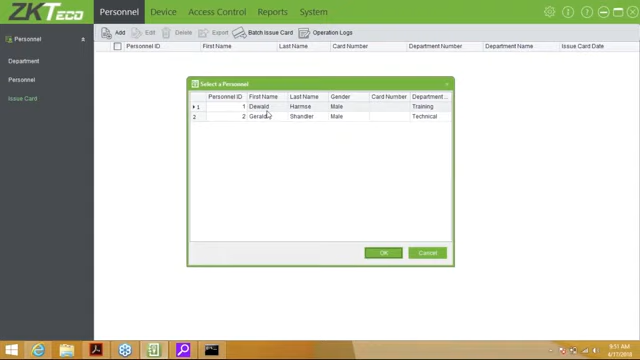 ZKTeco Personnel Device Access Control Reports System
Personnel
Department
Personnel
Issue Card
Add Edit Delete Export Batch Issue Card Operation Logs
Personnel ID First Name Last Name Card Number Department Number Department Name Issue Card Date
Select a Personnel
Personnel ID First Name Last Name Gender Card Number Department...
1 1 Dewald Harmse Male Training
2 2 Gerald Shandler Male Technical
OK Cancel
9:31 AM
4/17/2018